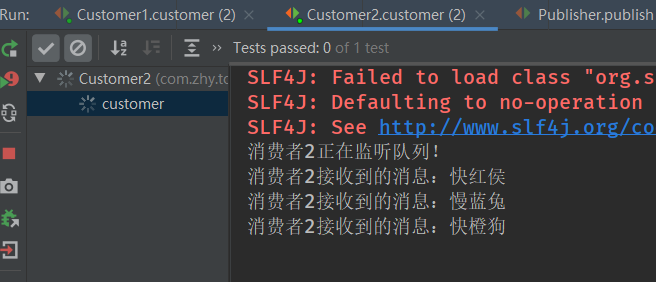 Run: Customer1.customer (2) × Customer2.customer (2) × Publisher.publish
Tests passed: 0 of 1 test
Customer2 (com.zhy.to
customer
SLF4J: Failed to load class "org.s
SLF4J: Defaulting to no-operation
SLF4J: See http://www.slf4j.org/co
消费者2正在监听队列!
消费者2接收到的消息：快红侯
消费者2接收到的消息：慢蓝兔
消费者2接收到的消息：快橙狗